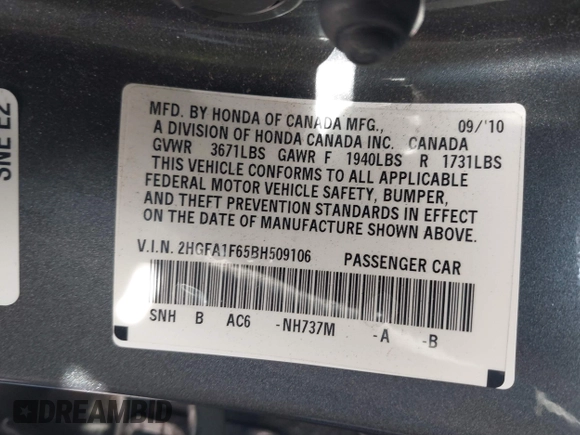 SNE E2
MFD. BY HONDA OF CANADA MFG., 09/'10
A DIVISION OF HONDA CANADA INC. CANADA
GVWR 3671LBS GAWR F 1940LBS R 1731LBS
THIS VEHICLE CONFORMS TO ALL APPLICABLE
FEDERAL MOTOR VEHICLE SAFETY, BUMPER,
AND THEFT PREVENTION STANDARDS IN EFFECT
ON THE DATE OF MANUFACTURE SHOWN ABOVE.
V.I.N. 2HGFA1F65BH509106 PASSENGER CAR
SNH B AC6 -NH737M -A -B
DREAMBID